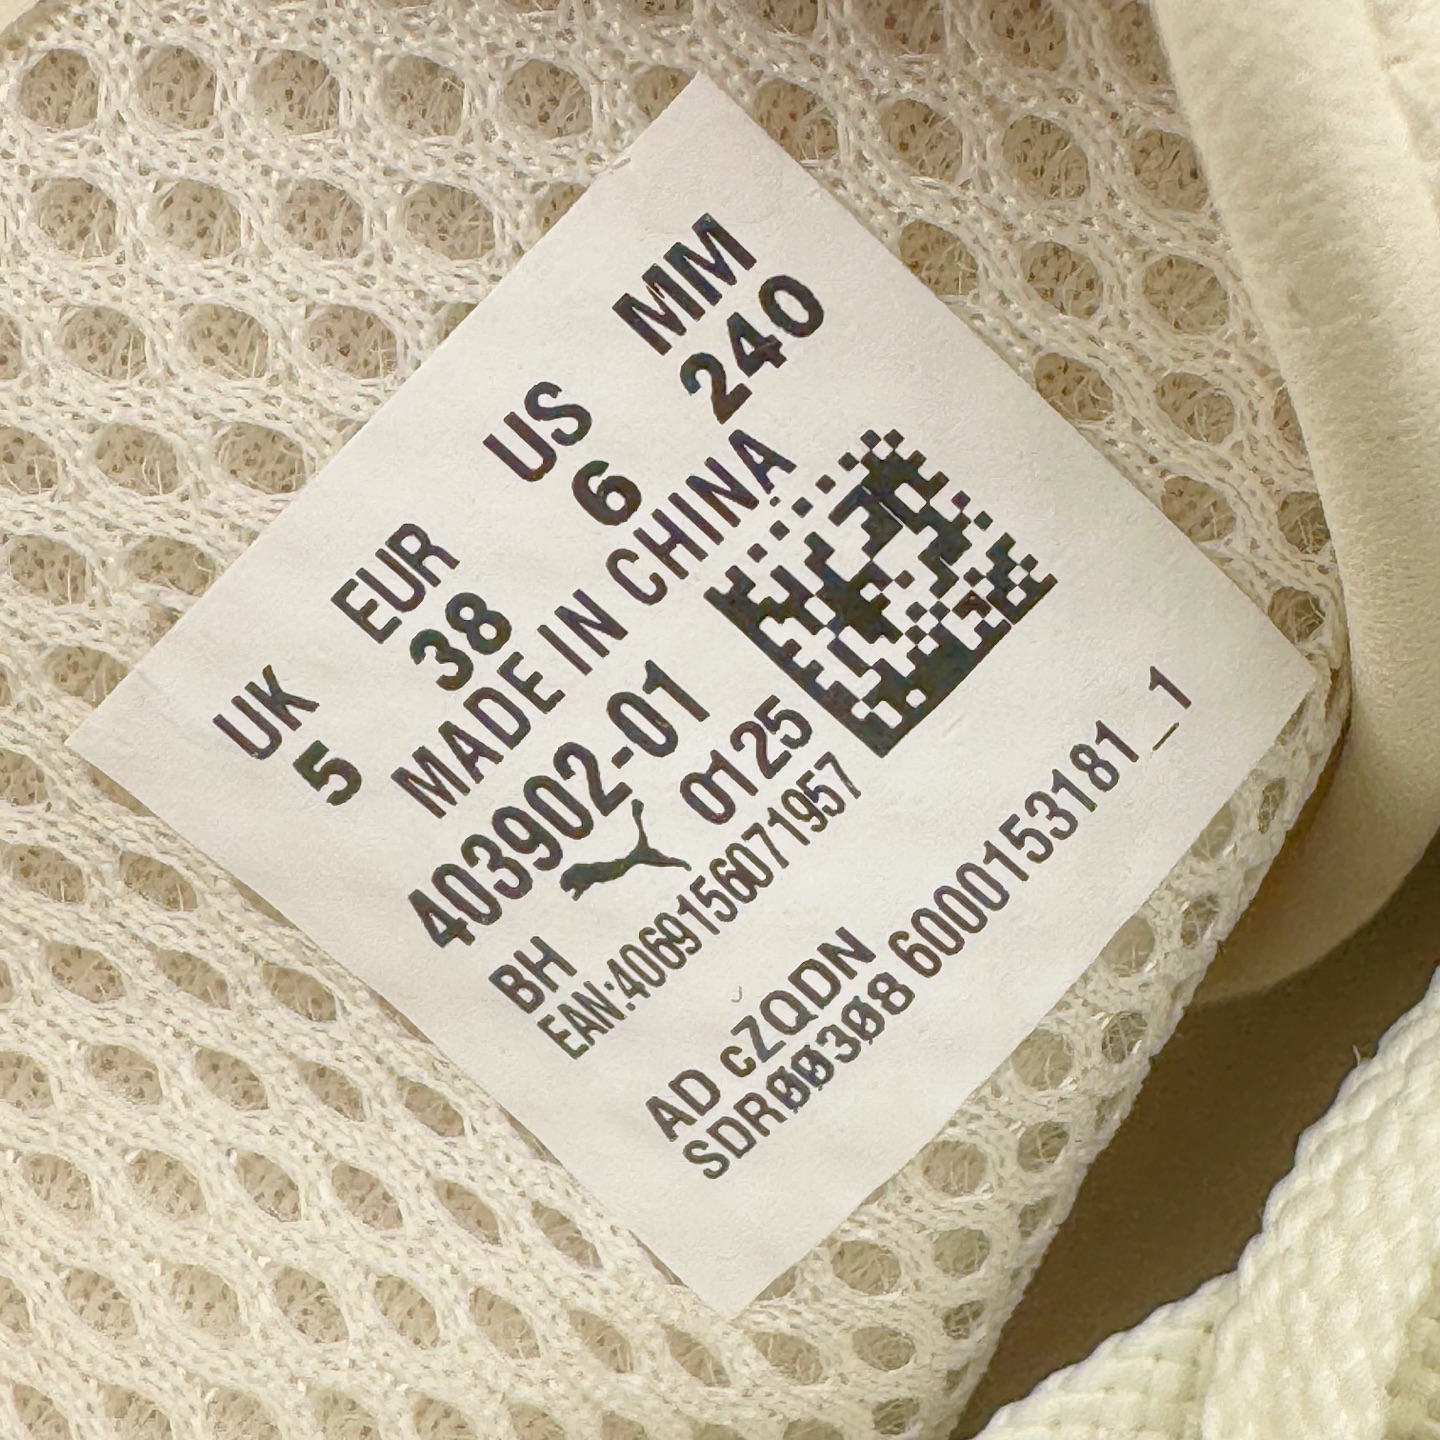 UK EUR US MM
5 38 6 240
MADE IN CHINA
403902-01
0125
BH
EAN:4069156071957
AD cZQDN
SDR00308 6000153181_1